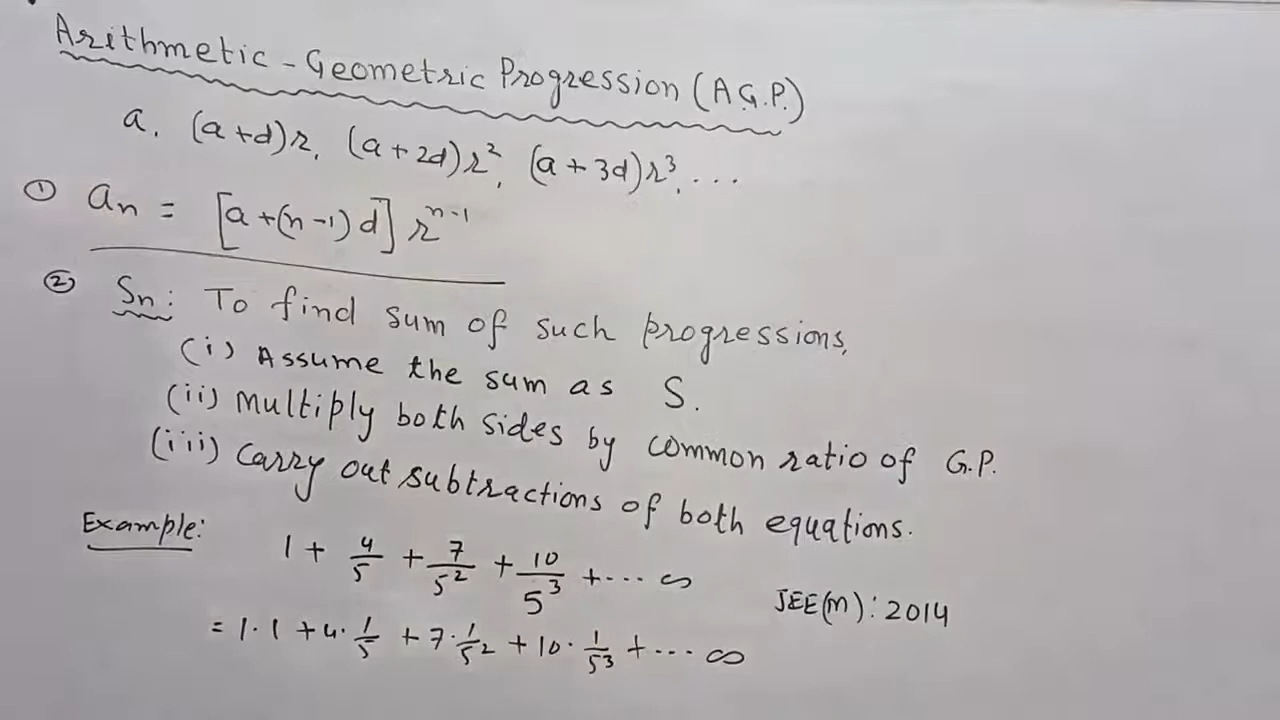 Arithmetic - Geometric Progression (A.G.P.)
a, (a+d)r, (a+2d)r², (a+3d)r³, ...
① aₙ = [a+(n-1)d] rⁿ⁻¹
② Sₙ: To find sum of such progressions,
(i) Assume the sum as S.
(ii) Multiply both sides by common ratio of G.P.
(iii) Carry out subtractions of both equations.
Example: 1 + 4/5 + 7/5² + 10/5³ + ... ∞
JEE(M): 2014
= 1·1 + 4·1/5 + 7·1/5² + 10·1/5³ + ... ∞